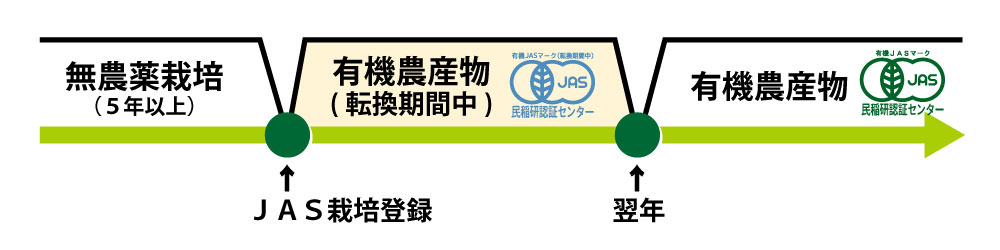 無農薬栽培
（５年以上）
有機農産物
(転換期間中)
有機JASマーク(転換期間中)
JAS
民稲研認証センター
有機農産物
有機ＪＡＳマーク
JAS
民稲研認証センター
ＪＡＳ栽培登録
翌年